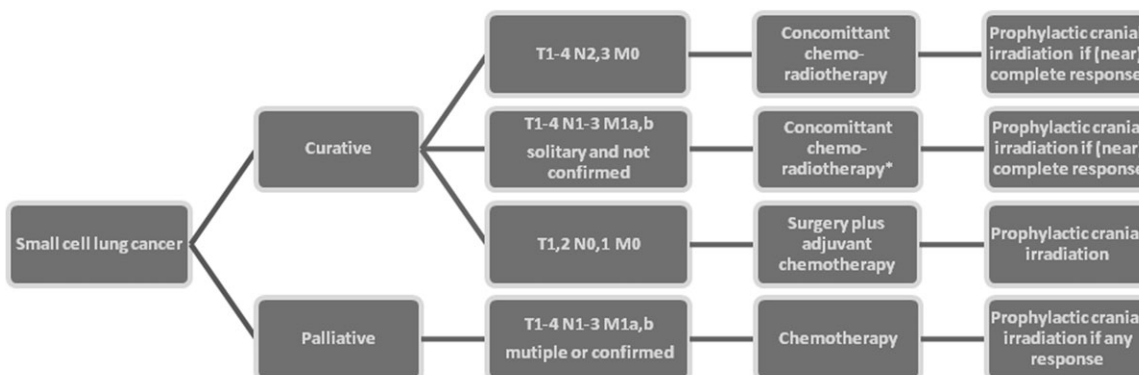 T1-4 N2,3 M0
Concomittant
chemo-
radiotherapy
Prophylactic crania
irradiation if (near)
complete response
Curative
T1-4 N1-3 M1a,b
solitary and not
confirmed
Concomittant
chemo-
radiotherapy*
Prophylactic crania
irradiation if (near)
complete response
Small cell lung cancer
T1,2 N0,1 M0
Surgery plus
adjuvant
chemotherapy
Prophylactic crania
irradiation
Palliative
T1-4 N1-3 M1a,b
mutiple or confirmed
Chemotherapy
Prophylactic crania
irradiation if any
response